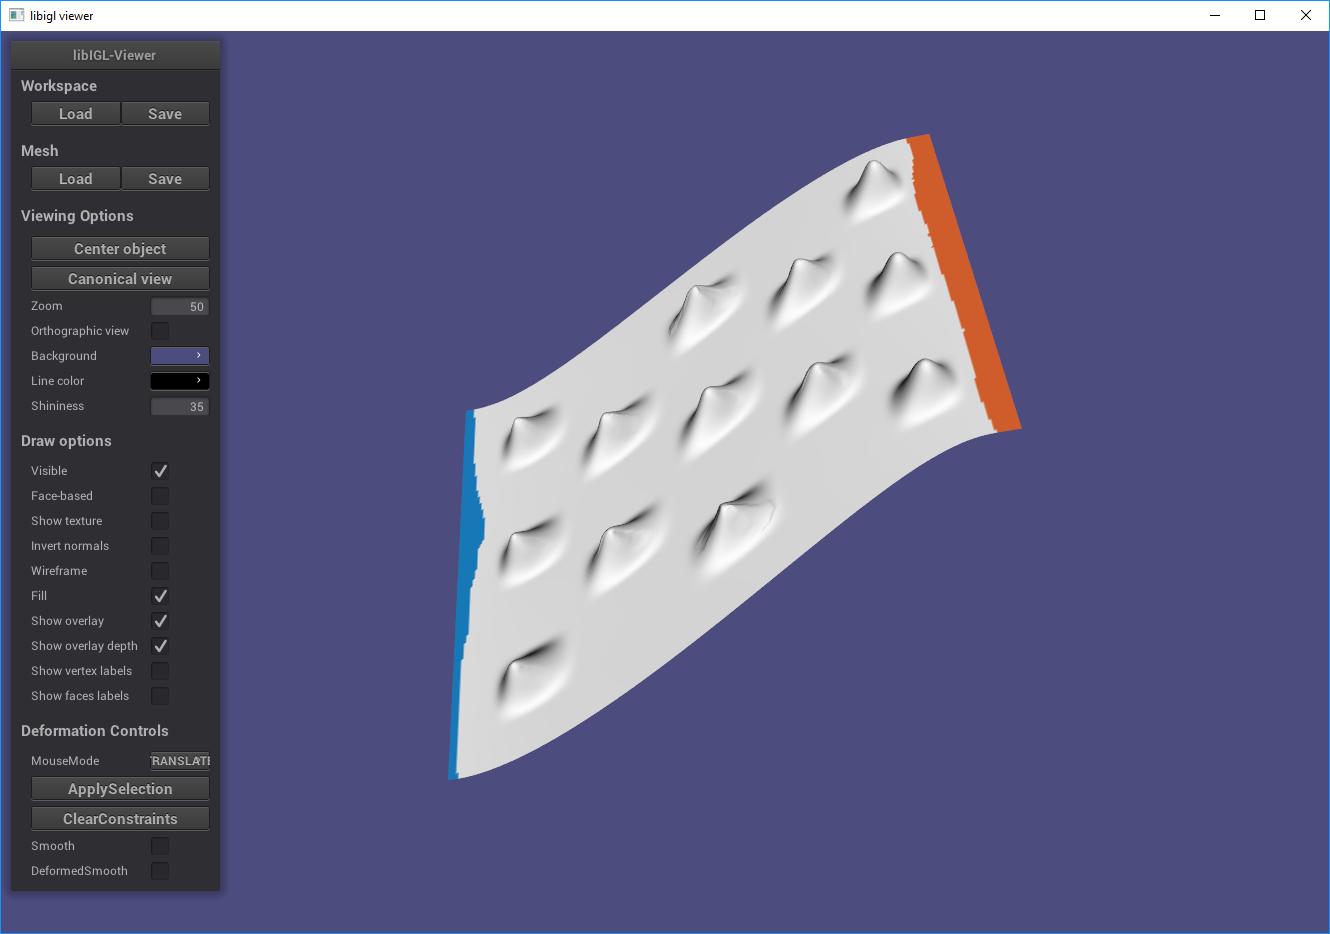 libigl viewer
libIGL-Viewer
Workspace
Load Save
Mesh
Load Save
Viewing Options
Center object
Canonical view
Zoom 50
Orthographic view
Background
Line color
Shininess 35
Draw options
Visible
Face-based
Show texture
Invert normals
Wireframe
Fill
Show overlay
Show overlay depth
Show vertex labels
Show faces labels
Deformation Controls
MouseMode TRANSLATE
ApplySelection
ClearConstraints
Smooth
DeformedSmooth